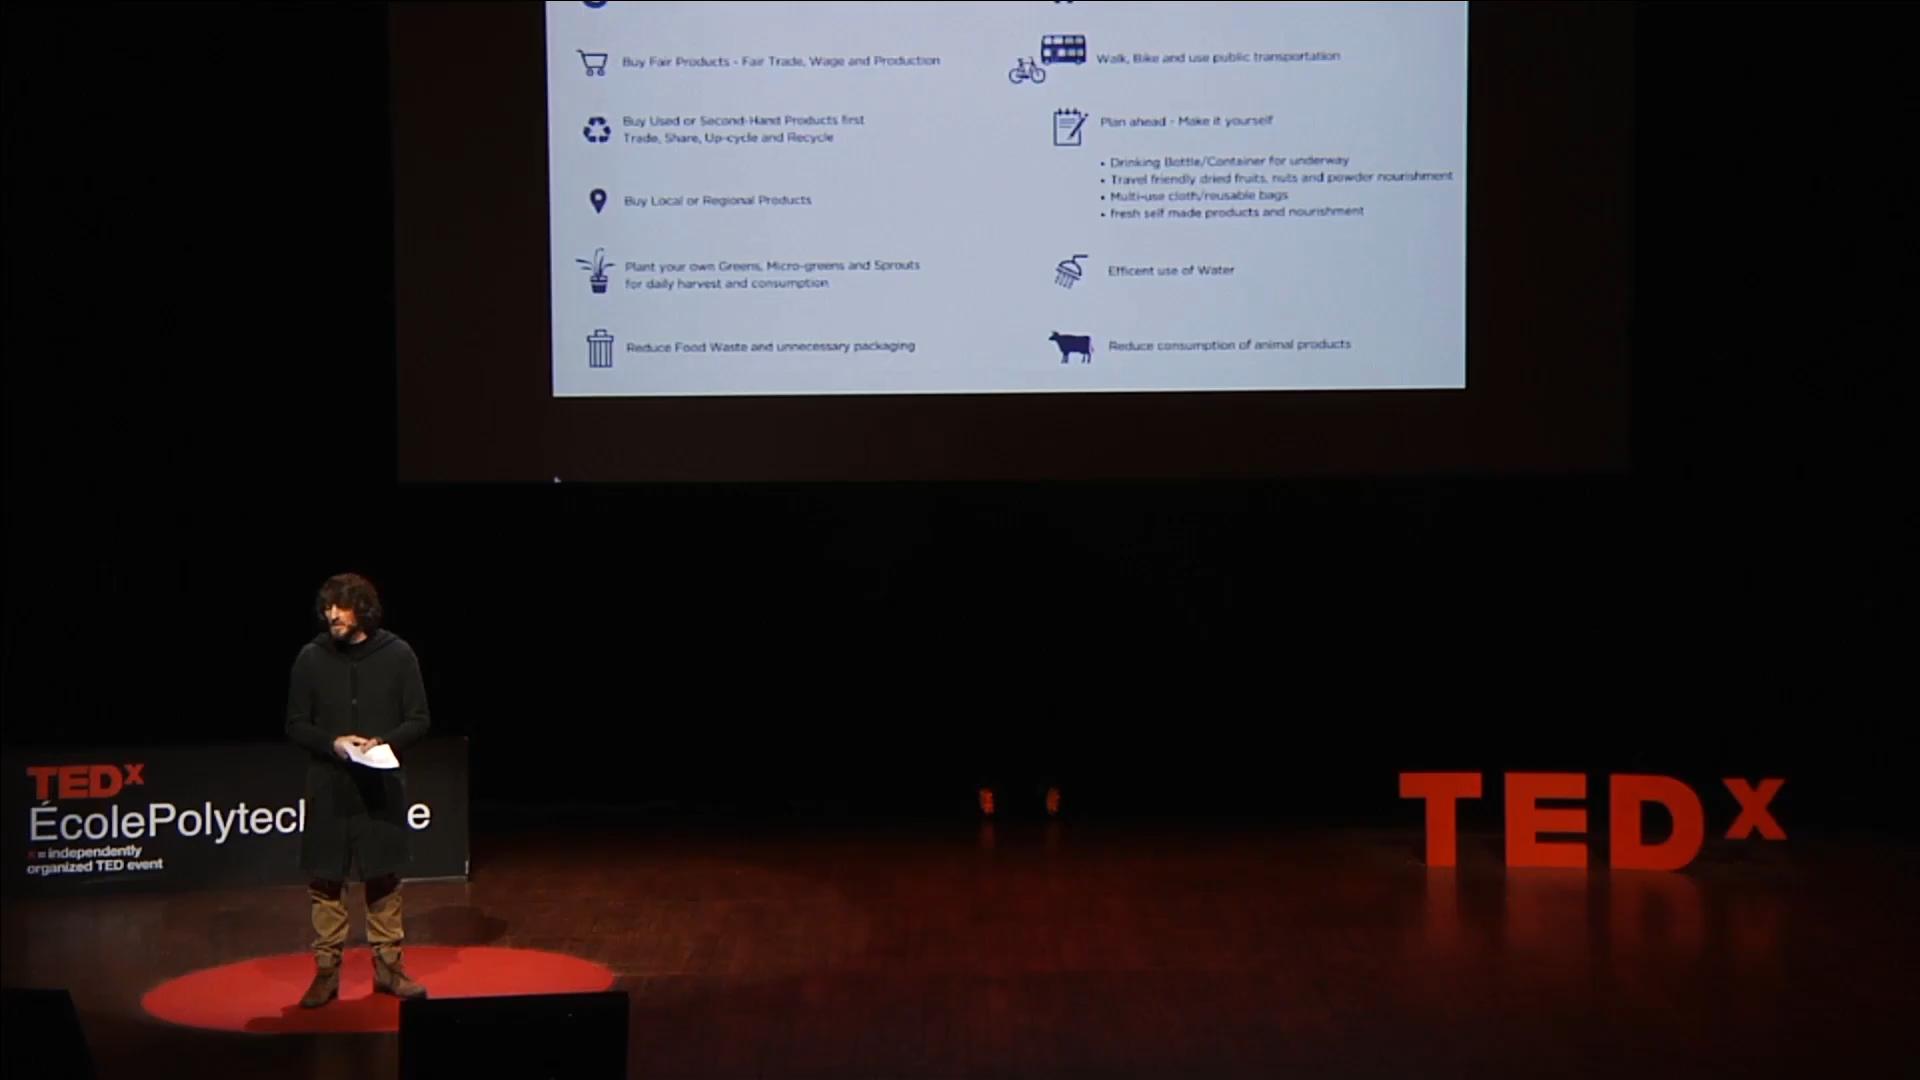 Buy Fair Products - Fair Trade, Wage and Production
Buy Used or Second-Hand Products first
Trade, Share, Up-cycle and Recycle
Buy Local or Regional Products
Plant your own Greens, Micro-greens and Sprouts
for daily harvest and consumption
Reduce Food Waste and unnecessary packaging
Walk, Bike and use public transportation
Plan ahead - Make it yourself
• Drinking Bottle/Container for underway
• Travel friendly dried fruits, nuts and powder nourishment
• Multi-use cloth/reusable bags
• fresh self made products and nourishment
Efficent use of Water
Reduce consumption of animal products
TEDx
ÉcolePolytec e
x = independently
organized TED event
TEDx